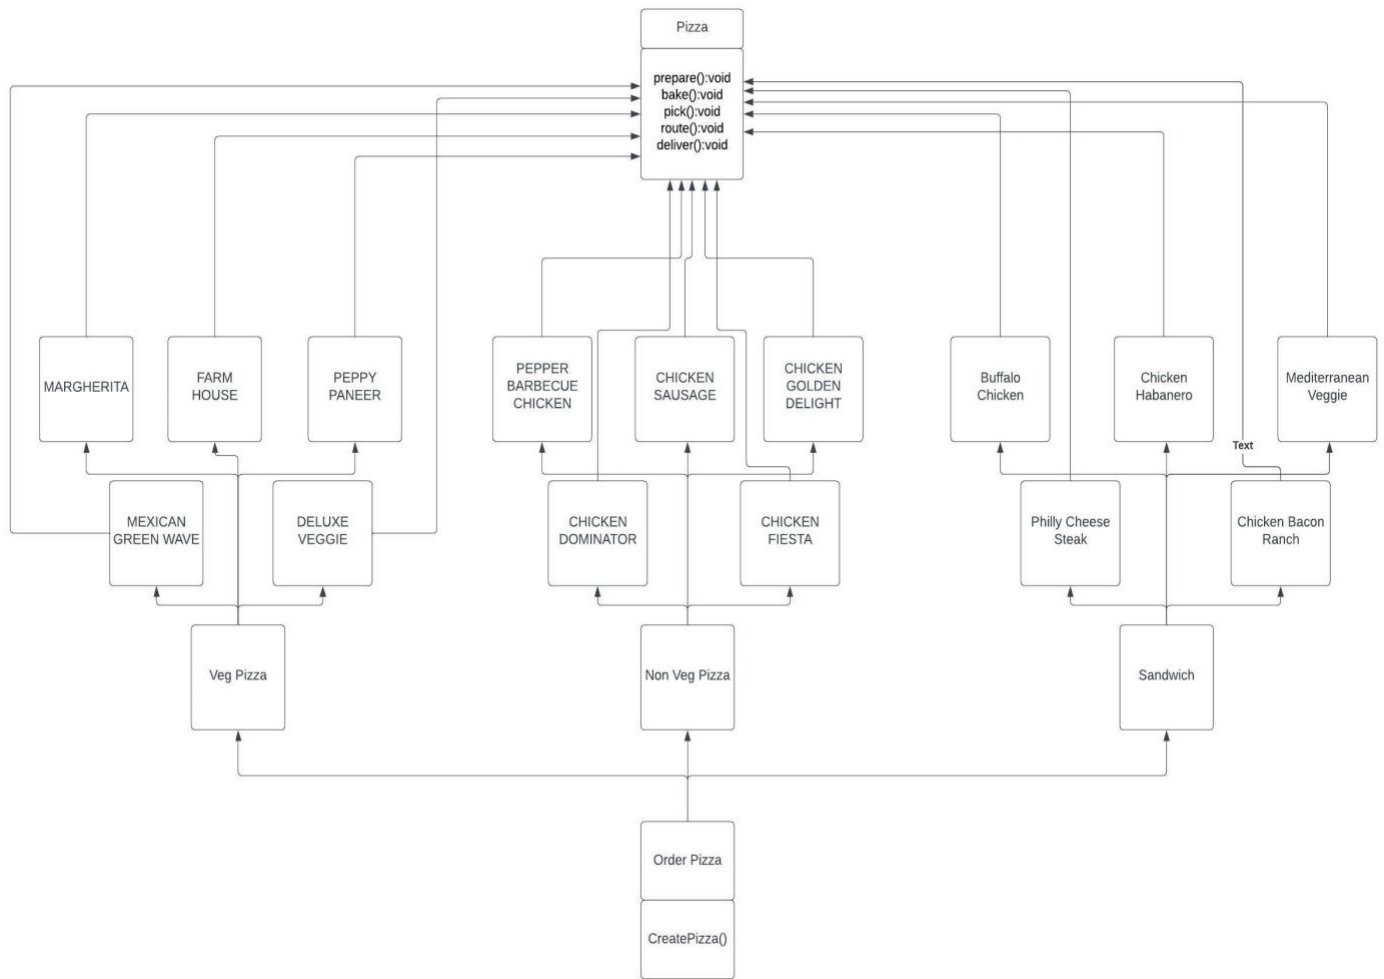 Pizza
prepare():void
bake():void
pick():void
route():void
deliver():void
MARGHERITA
FARM
HOUSE
PEPPY
PANEER
PEPPER
BARBECUE
CHICKEN
CHICKEN
SAUSAGE
CHICKEN
GOLDEN
DELIGHT
Buffalo
Chicken
Chicken
Habanero
Mediterranean
Veggie
Text
MEXICAN
GREEN WAVE
DELUXE
VEGGIE
CHICKEN
DOMINATOR
CHICKEN
FIESTA
Philly Cheese
Steak
Chicken Bacon
Ranch
Veg Pizza
Non Veg Pizza
Sandwich
Order Pizza
CreatePizza()